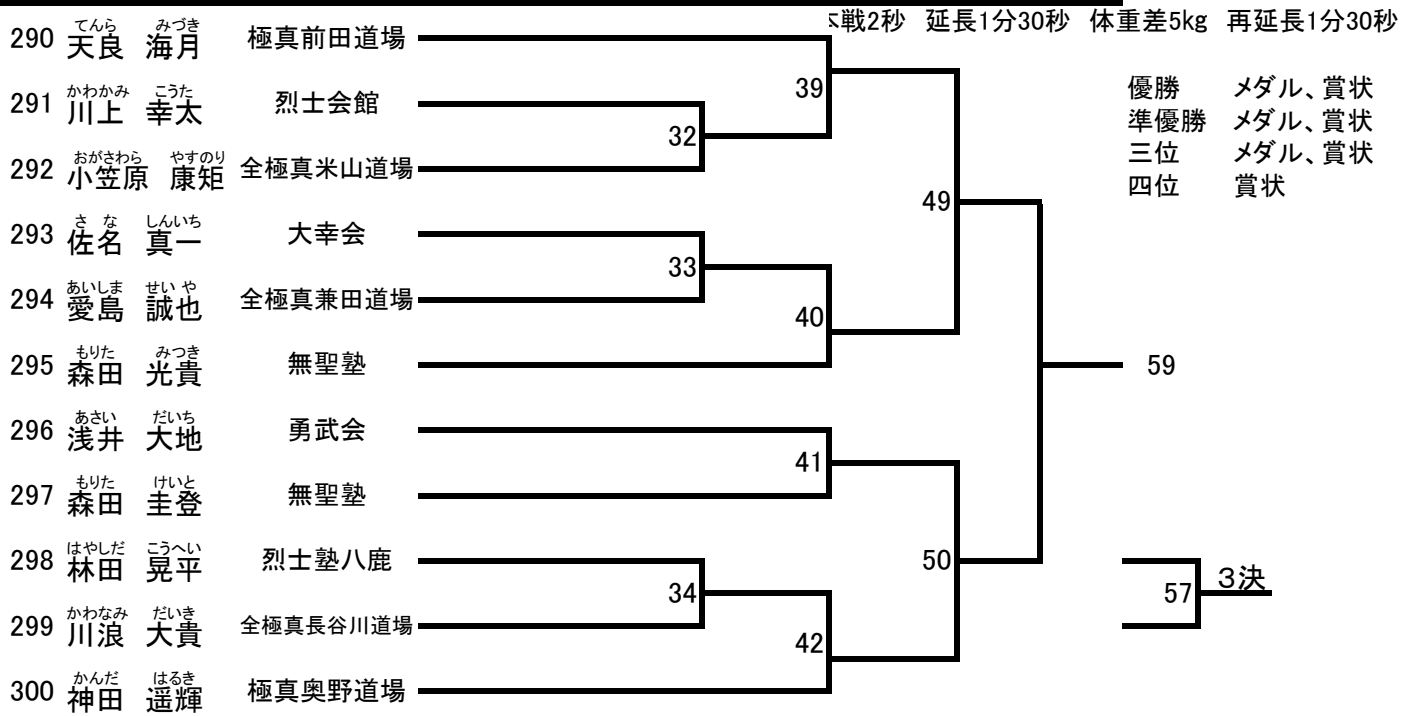 本戦2秒 延長1分30秒 体重差5kg 再延長1分30秒
てんら みづき
290 天良 海月 極真前田道場
39
優勝 メダル、賞状
かわかみ こうた
291 川上 幸太 烈士会館
準優勝 メダル、賞状
32
三位 メダル、賞状
おがさわら やすのり
292 小笠原 康矩 全極真米山道場
四位 賞状
49
さ な しんいち
293 佐名 真一 大幸会
33
あいしま せい や
294 愛島 誠也 全極真兼田道場
40
もりた みつき
295 森田 光貴 無聖塾
59
あさい だいち
296 浅井 大地 勇武会
41
もりた けいと
297 森田 圭登 無聖塾
はやしだ こうへい
298 林田 晃平 烈士塾八鹿
50
34
57 3決
かわなみ だいき
299 川浪 大貴 全極真長谷川道場
42
かんだ はるき
300 神田 遥輝 極真奥野道場